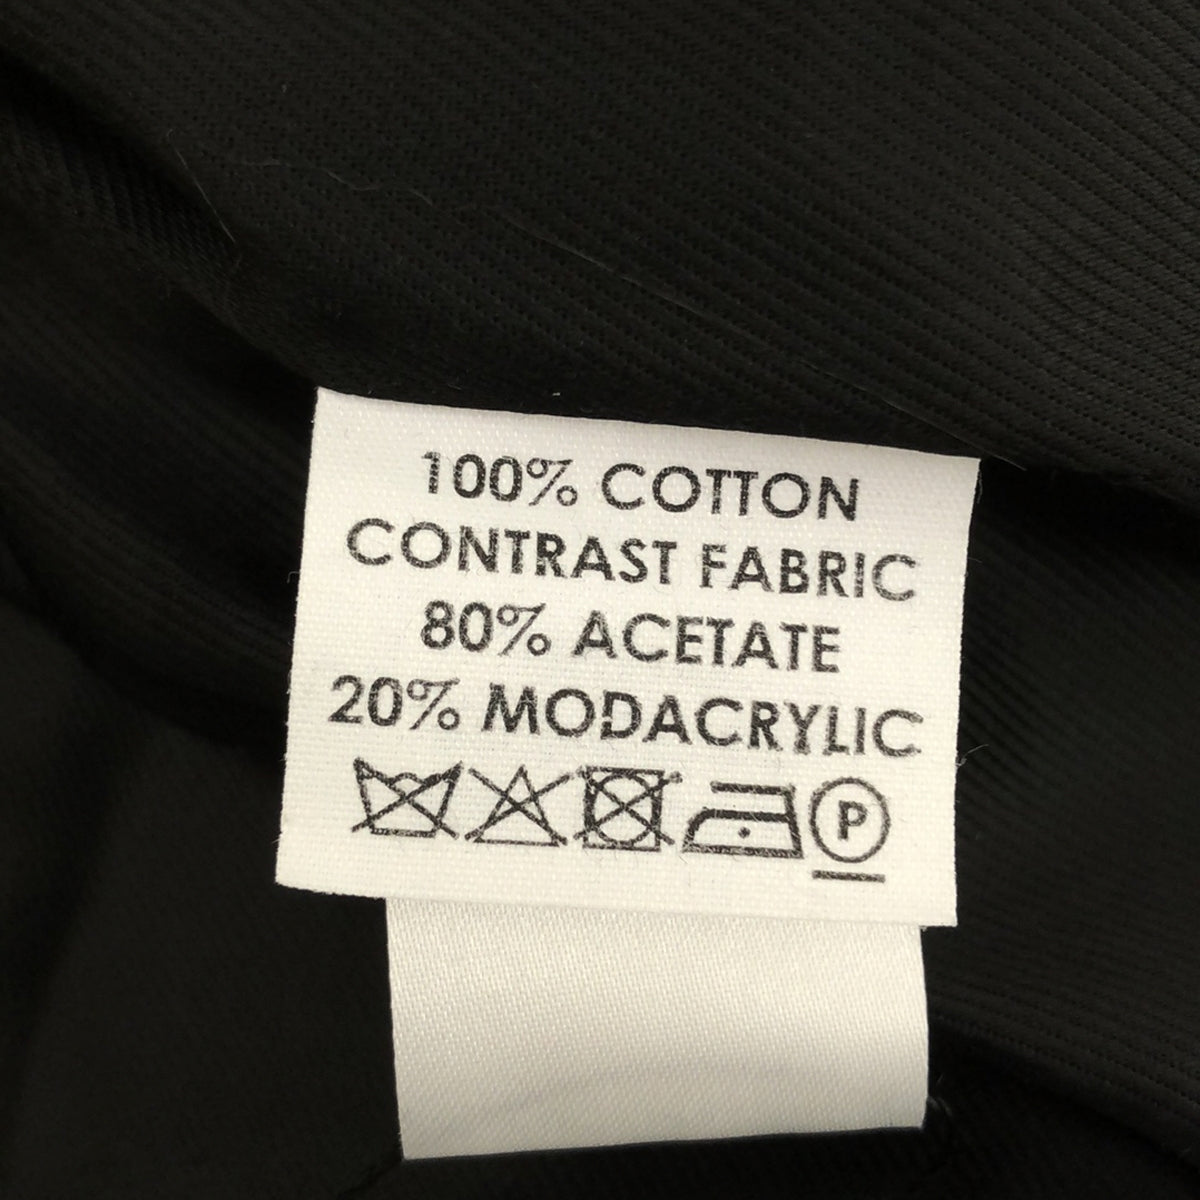 100% COTTON
CONTRAST FABRIC
80% ACETATE
20% MODACRYLIC
P